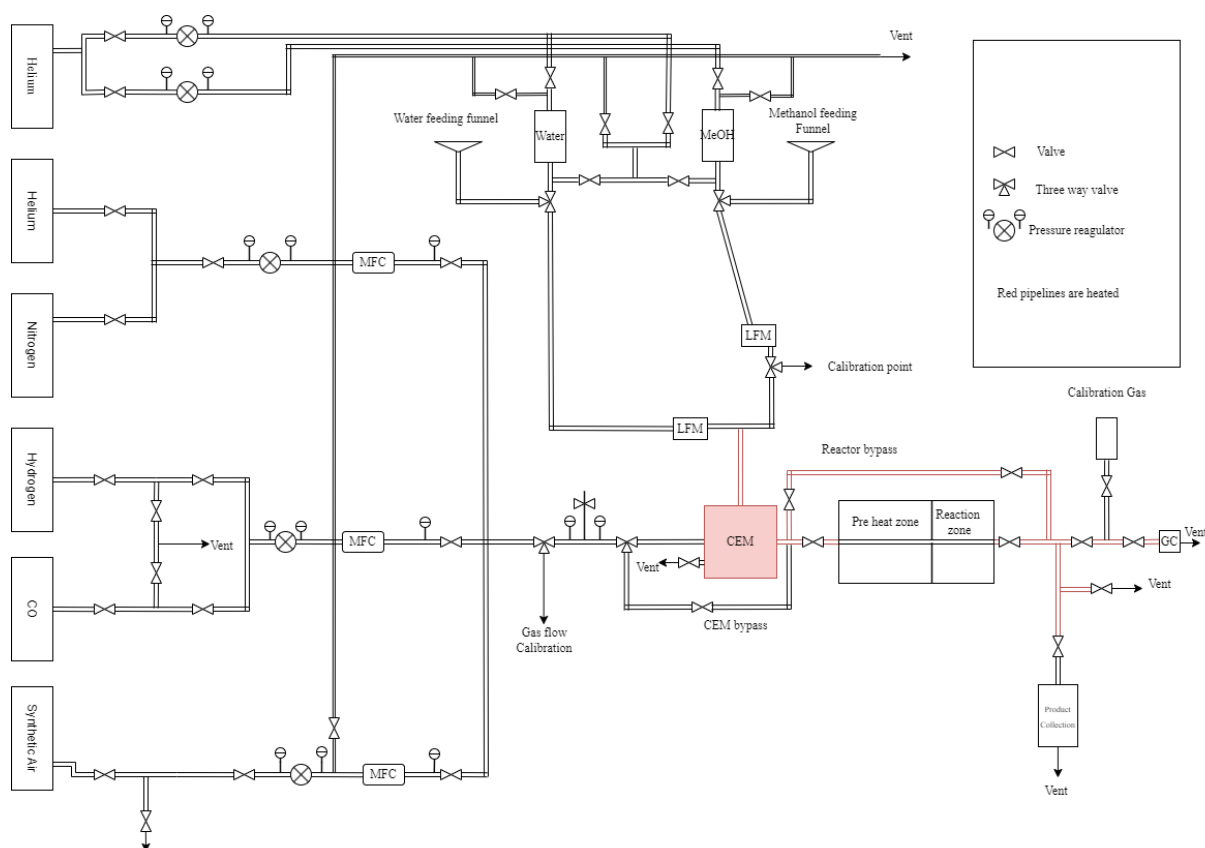 Helium
Vent
Water feeding funnel
Water
MeOH
Methanol feeding
Funnel
Valve
Three way valve
Pressure reagulator
Red pipelines are heated
Helium
MFC
Nitrogen
LFM
Calibration point
Calibration Gas
LFM
Reactor bypass
Hydrogen
Vent
MFC
CEM
Pre heat zone
Reaction
zone
GC
Vent
Vent
Vent
CO
Gas flow
Calibration
CEM bypass
Product
Collection
Vent
Synthetic Air
MFC